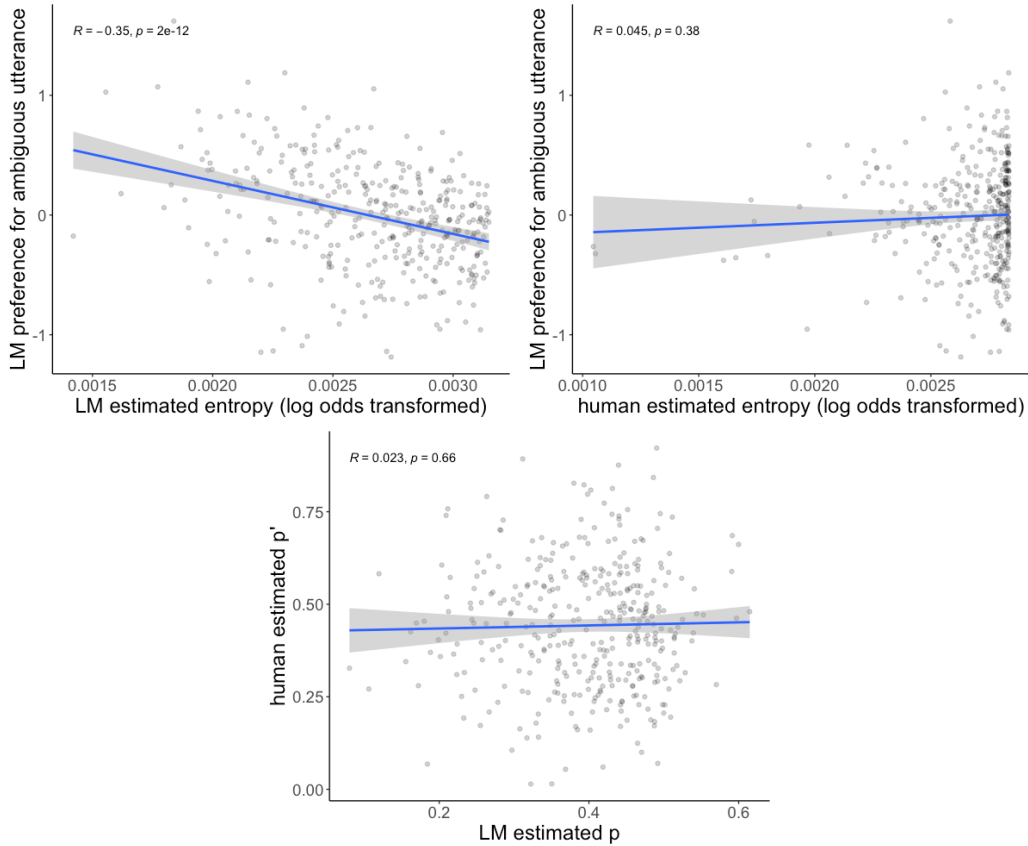 LM preference for ambiguous utterance
R = −0.35, p = 2e-12
1
0
-1
0.0015 0.0020 0.0025 0.0030
LM estimated entropy (log odds transformed)
LM preference for ambiguous utterance
R = 0.045, p = 0.38
1
0
-1
0.0010 0.0015 0.0020 0.0025
human estimated entropy (log odds transformed)
human estimated p'
R = 0.023, p = 0.66
0.75
0.50
0.25
0.00
0.2 0.4 0.6
LM estimated p